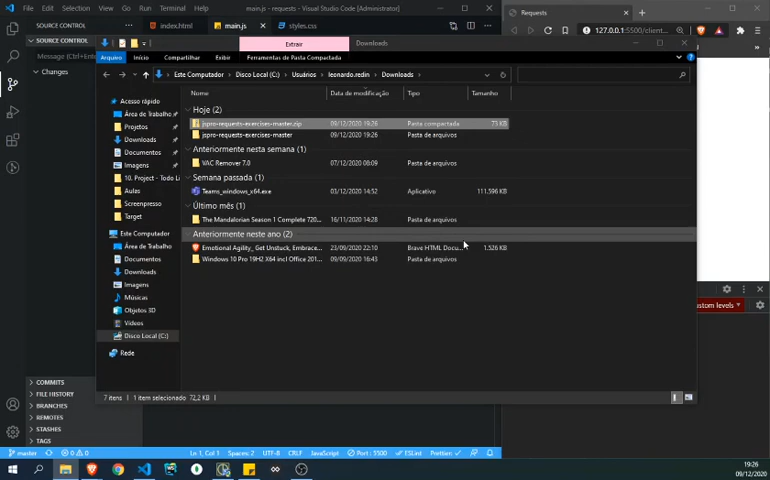 File Edit Selection View Go Run Terminal Help main.js - requests - Visual Studio Code [Administrator]
Requests
SOURCE CONTROL
index.html main.js styles.css
127.0.0.1:5500/client
SOURCE CONTROL
Message (Ctrl+Ent
Changes
Extrair
Downloads
Arquivo Início Compartilhar Exibir Ferramentas de Pasta Compactada
Este Computador Disco Local (C:) Usuários leonardo.redin Downloads
Nome Data de modificação Tipo Tamanho
Hoje (2)
jspro-requests-exercises-master.zip 09/12/2020 19:26 Pasta compactada 73 KB
jspro-requests-exercises-master 09/12/2020 19:26 Pasta de arquivos
Anteriormente nesta semana (1)
VAC Remover 7.0 07/12/2020 08:09 Pasta de arquivos
Semana passada (1)
Teams_windows_x64.exe 03/12/2020 14:52 Aplicativo 111.596 KB
Último mês (1)
The Mandalorian Season 1 Complete 720... 16/11/2020 14:28 Pasta de arquivos
Anteriormente neste ano (2)
Emotional Agility_ Get Unstuck, Embrace... 23/09/2020 22:10 Brave HTML Docu... 1.526 KB
Windows 10 Pro 19H2 X64 incl Office 201... 09/09/2020 16:43 Pasta de arquivos
Acesso rápido
Área de Trabalho
Projetos
Downloads
Documentos
Imagens
10. Project - Todo Li
Aulas
Screenpresso
Target
Este Computador
Área de Trabalho
Documentos
Downloads
Imagens
Músicas
Objetos 3D
Vídeos
Disco Local (C:)
Rede
ustom levels
7 itens 1 item selecionado 72,2 KB
COMMITS
FILE HISTORY
BRANCHES
REMOTES
STASHES
TAGS
master 0 0 Ln 1, Col 1 Spaces: 2 UTF-8 CRLF JavaScript Port : 5500 ESLint Prettier:
19:26
09/12/2020